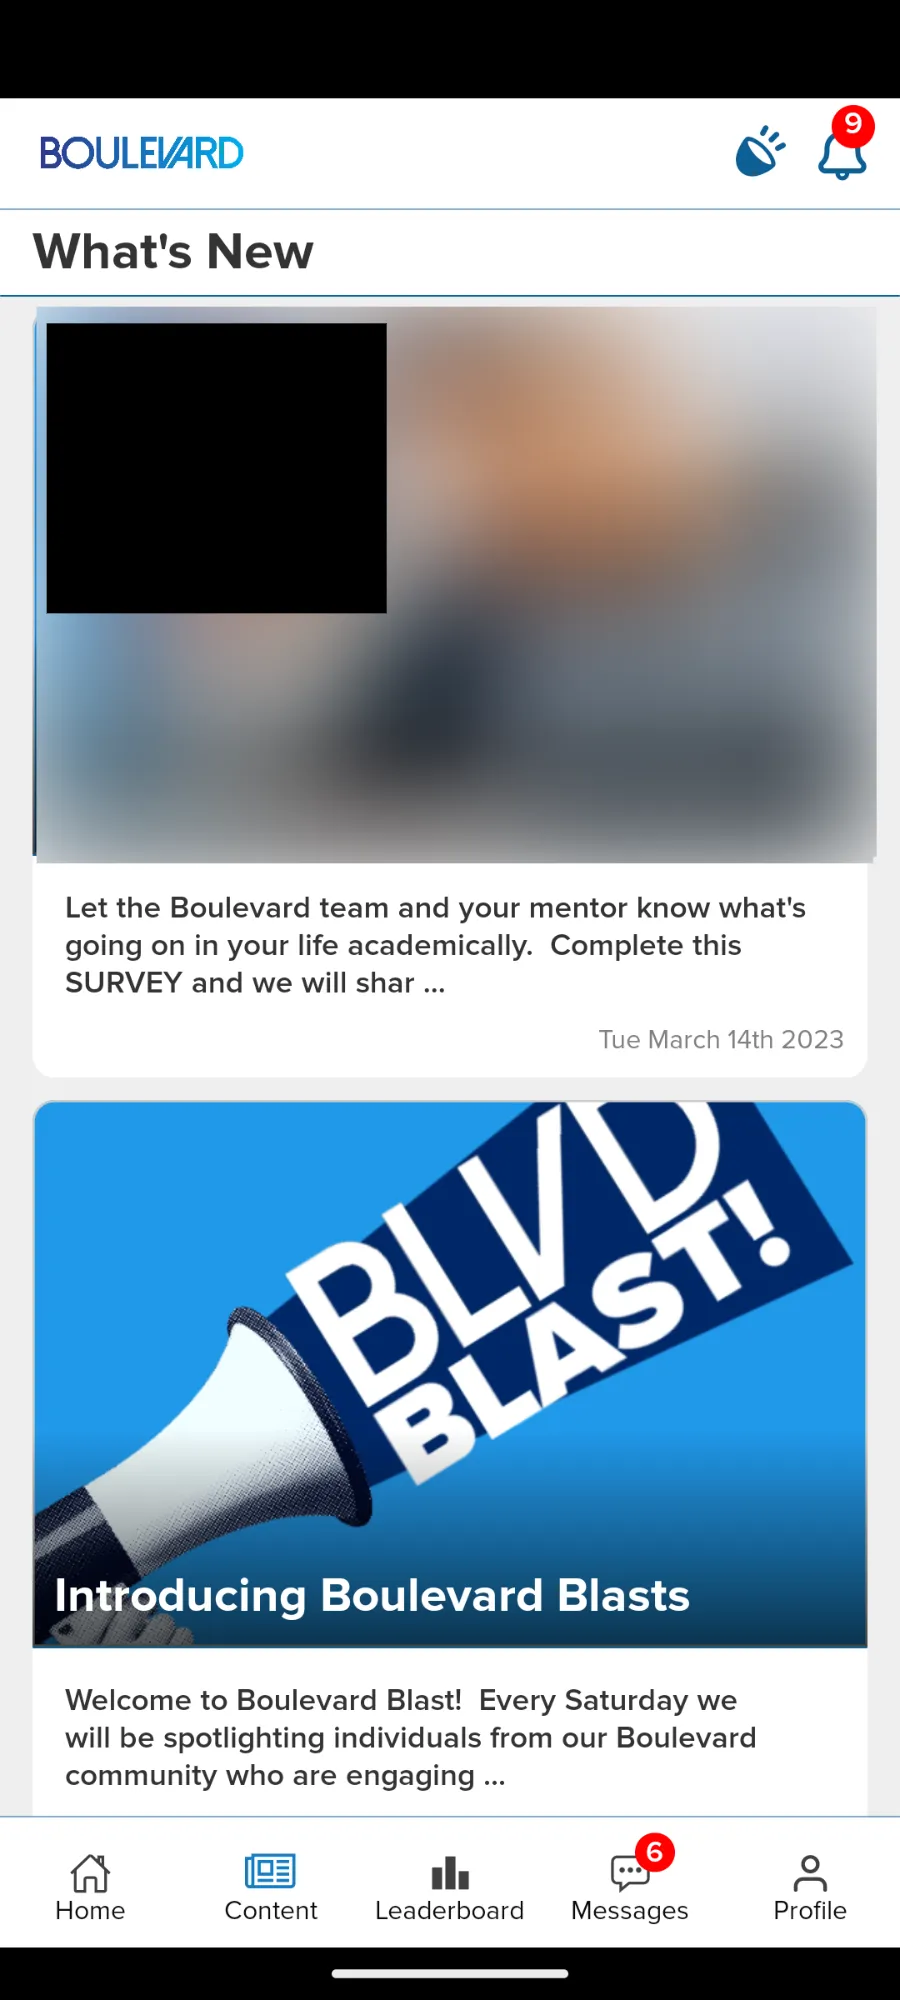 BOULEVARD
9
What's New
Let the Boulevard team and your mentor know what's
going on in your life academically.  Complete this
SURVEY and we will shar ...
Tue March 14th 2023
BLVD
BLAST!
Introducing Boulevard Blasts
Welcome to Boulevard Blast!  Every Saturday we
will be spotlighting individuals from our Boulevard
community who are engaging ...
6
Home Content Leaderboard Messages Profile